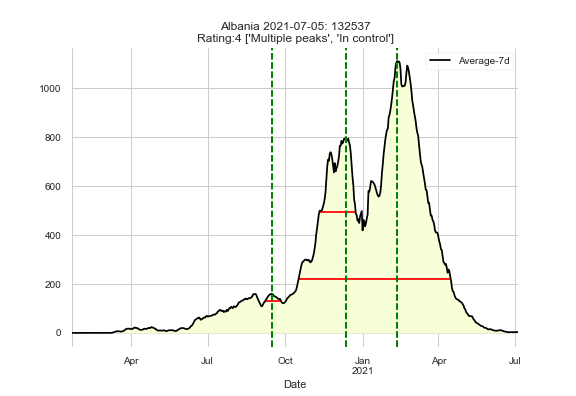 Albania 2021-07-05: 132537
Rating:4 ['Multiple peaks', 'In control']
Average-7d
1000
800
600
400
200
0
Apr Jul Oct Jan Apr Jul
2021
Date